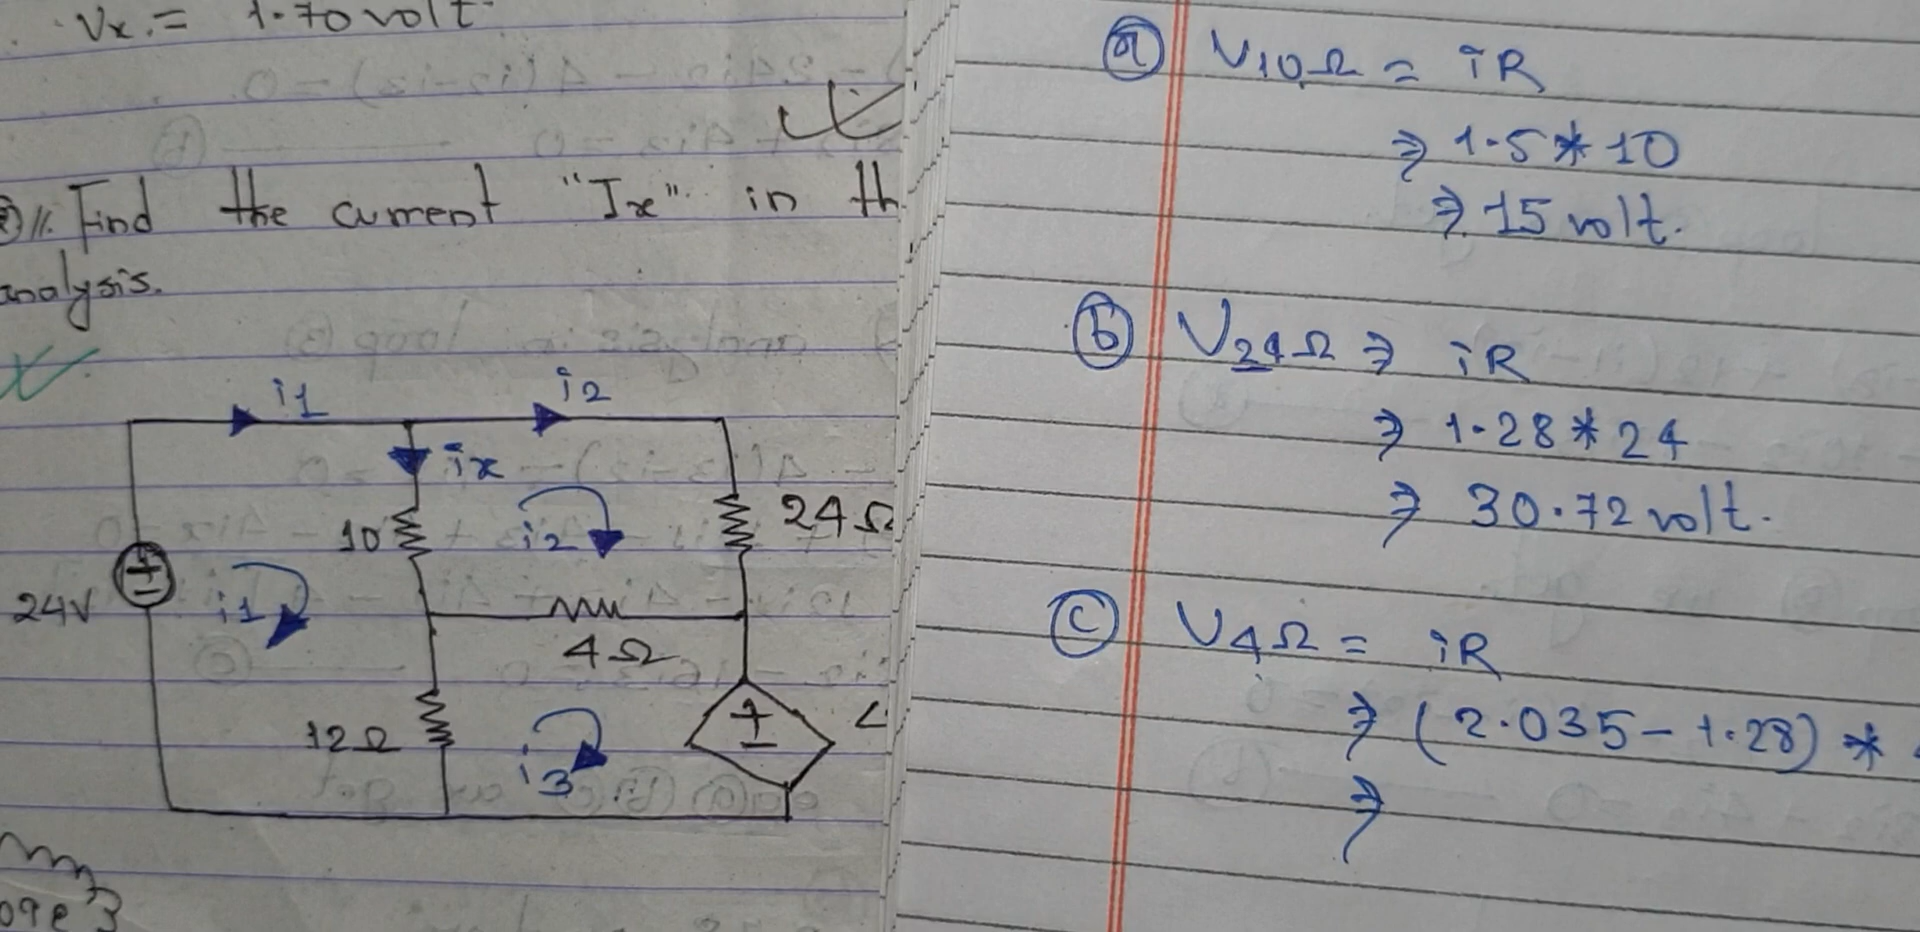 Vx = 1.70 volt
Find the current "Ix" in th
analysis.
i1
i2
ix
10
i2
24Ω
24V
i1
4Ω
12Ω
i3
+
-
ⓐ V10Ω = iR
⇒ 1.5 * 10
⇒ 15 volt.
ⓑ V24Ω ⇒ iR
⇒ 1.28 * 24
⇒ 30.72 volt.
ⓒ V4Ω = iR
⇒ (2.035 - 1.28) *
⇒